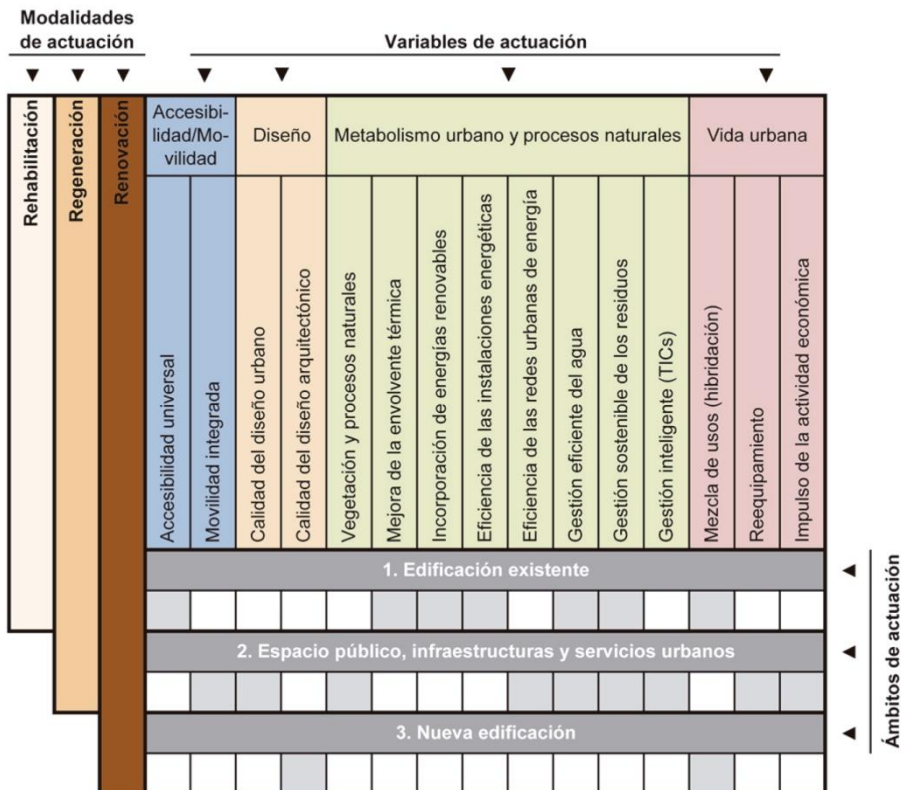 Modalidades
de actuación
Variables de actuación
Rehabilitación
Regeneración
Renovación
Accesibi-
lidad/Mo-
vilidad
Diseño
Metabolismo urbano y procesos naturales
Vida urbana
Accesibilidad universal
Movilidad integrada
Calidad del diseño urbano
Calidad del diseño arquitectónico
Vegetación y procesos naturales
Mejora de la envolvente térmica
Incorporación de energías renovables
Eficiencia de las instalaciones energéticas
Eficiencia de las redes urbanas de energía
Gestión eficiente del agua
Gestión sostenible de los residuos
Gestión inteligente (TICs)
Mezcla de usos (hibridación)
Reequipamiento
Impulso de la actividad económica
1. Edificación existente
2. Espacio público, infraestructuras y servicios urbanos
3. Nueva edificación
Ámbitos de actuación